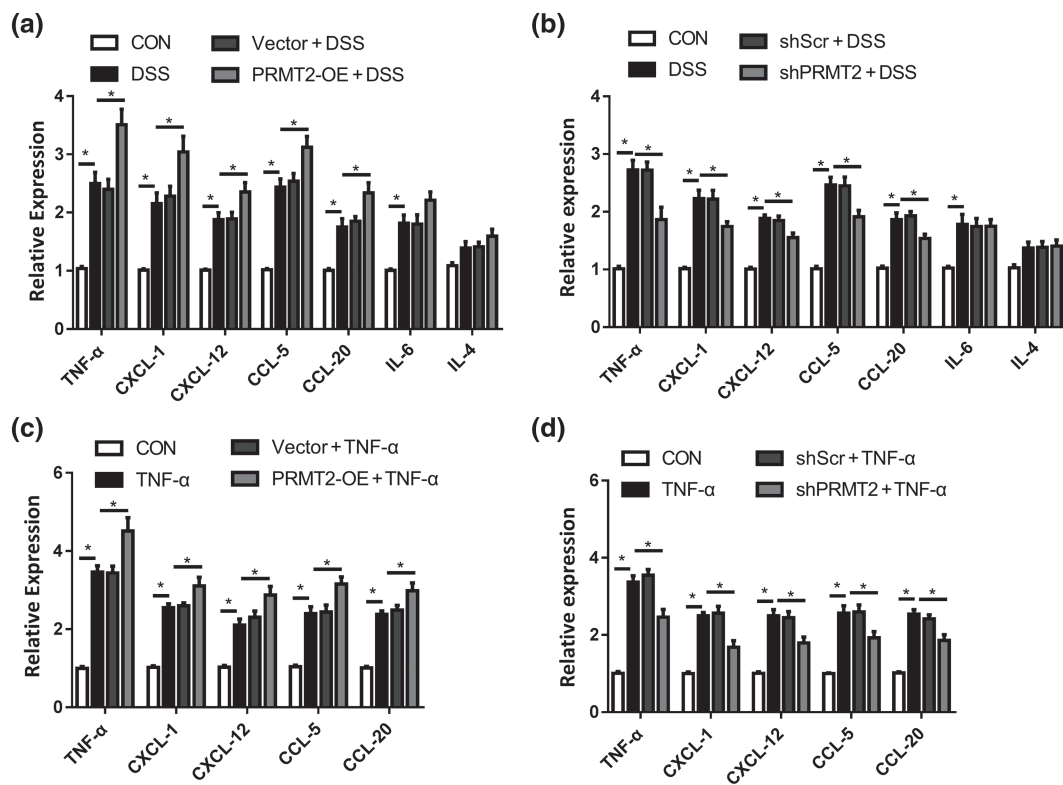 (a)
CON
Vector + DSS
DSS
PRMT2-OE + DSS
Relative Expression
4
3
2
1
0
* * * * * * * * * * *
TNF-α CXCL-1 CXCL-12 CCL-5 CCL-20 IL-6 IL-4
(b)
CON
shScr + DSS
DSS
shPRMT2 + DSS
Relative expression
4
3
2
1
0
* * * * * * * * * * *
TNF-α CXCL-1 CXCL-12 CCL-5 CCL-20 IL-6 IL-4
(c)
CON
Vector + TNF-α
TNF-α
PRMT2-OE + TNF-α
Relative Expression
6
4
2
0
* * * * * * * * * *
TNF-α CXCL-1 CXCL-12 CCL-5 CCL-20
(d)
CON
shScr + TNF-α
TNF-α
shPRMT2 + TNF-α
Relative expression
6
4
2
0
* * * * * * * * * *
TNF-α CXCL-1 CXCL-12 CCL-5 CCL-20